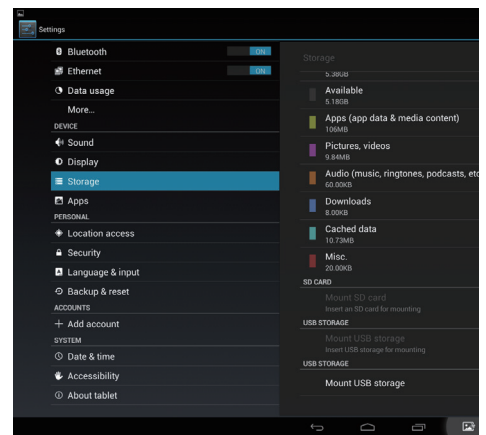 Settings
Bluetooth
ON
Ethernet
ON
Data usage
More...
DEVICE
Sound
Display
Storage
Apps
PERSONAL
Location access
Security
Language & input
Backup & reset
ACCOUNTS
Add account
SYSTEM
Date & time
Accessibility
About tablet
Storage
5.38GB
Available
5.18GB
Apps (app data & media content)
106MB
Pictures, videos
9.84MB
Audio (music, ringtones, podcasts, etc
60.00KB
Downloads
8.00KB
Cached data
10.73MB
Misc.
20.00KB
SD CARD
Mount SD card
Insert an SD card for mounting
USB STORAGE
Mount USB storage
Insert USB storage for mounting
USB STORAGE
Mount USB storage